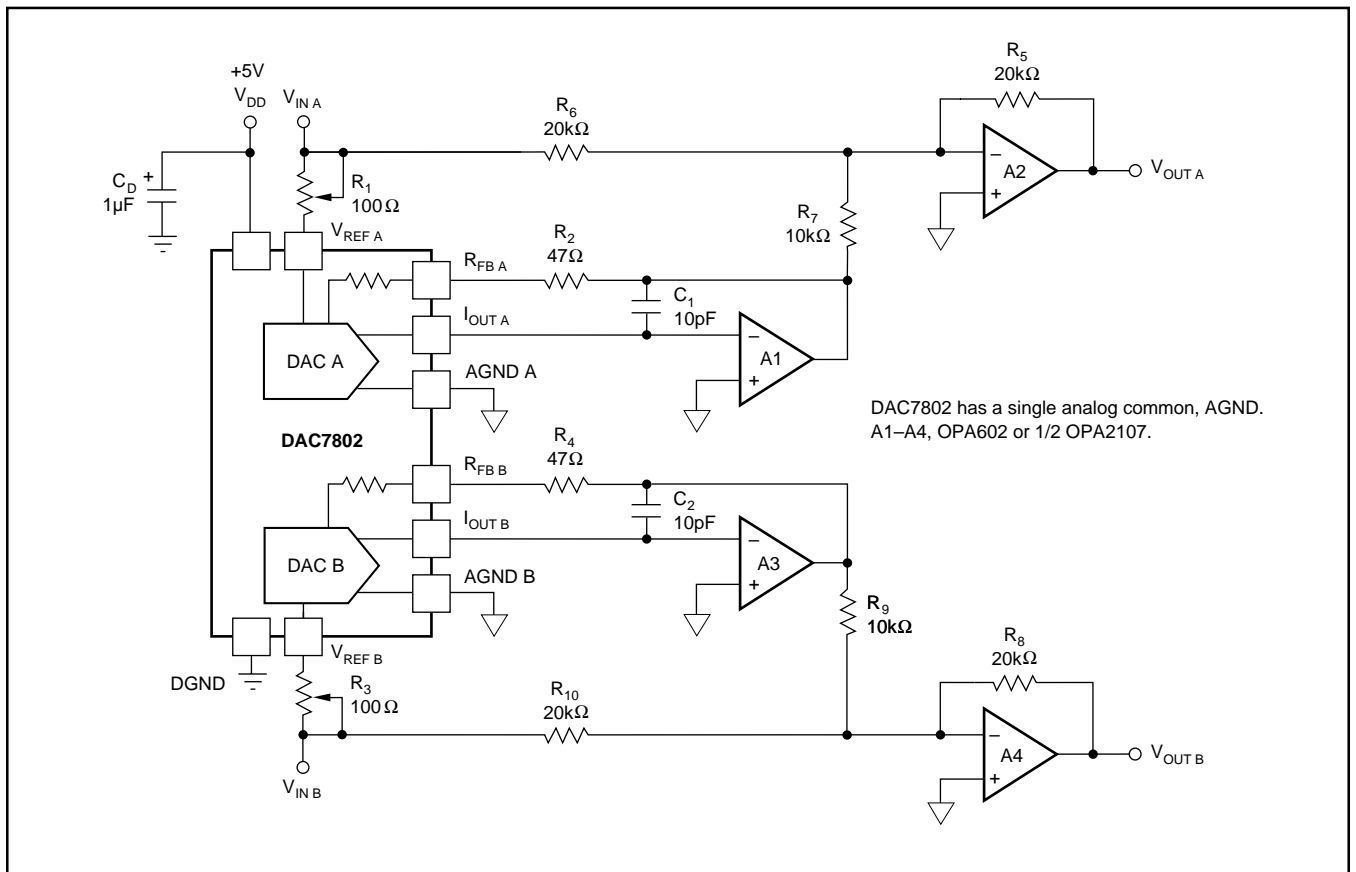 +5V
V_DD
V_IN A
C_D +
1µF
R_1
100Ω
R_6
20kΩ
R_5
20kΩ
−
A2
+
V_OUT A
R_7
10kΩ
V_REF A
R_FB A
R_2
47Ω
C_1
10pF
I_OUT A
−
A1
+
DAC A
AGND A
DAC7802 has a single analog common, AGND.
A1–A4, OPA602 or 1/2 OPA2107.
DAC7802
R_FB B
R_4
47Ω
C_2
10pF
I_OUT B
−
A3
+
DAC B
AGND B
R_9
10kΩ
V_REF B
DGND
R_3
100Ω
R_10
20kΩ
R_8
20kΩ
−
A4
+
V_OUT B
V_IN B